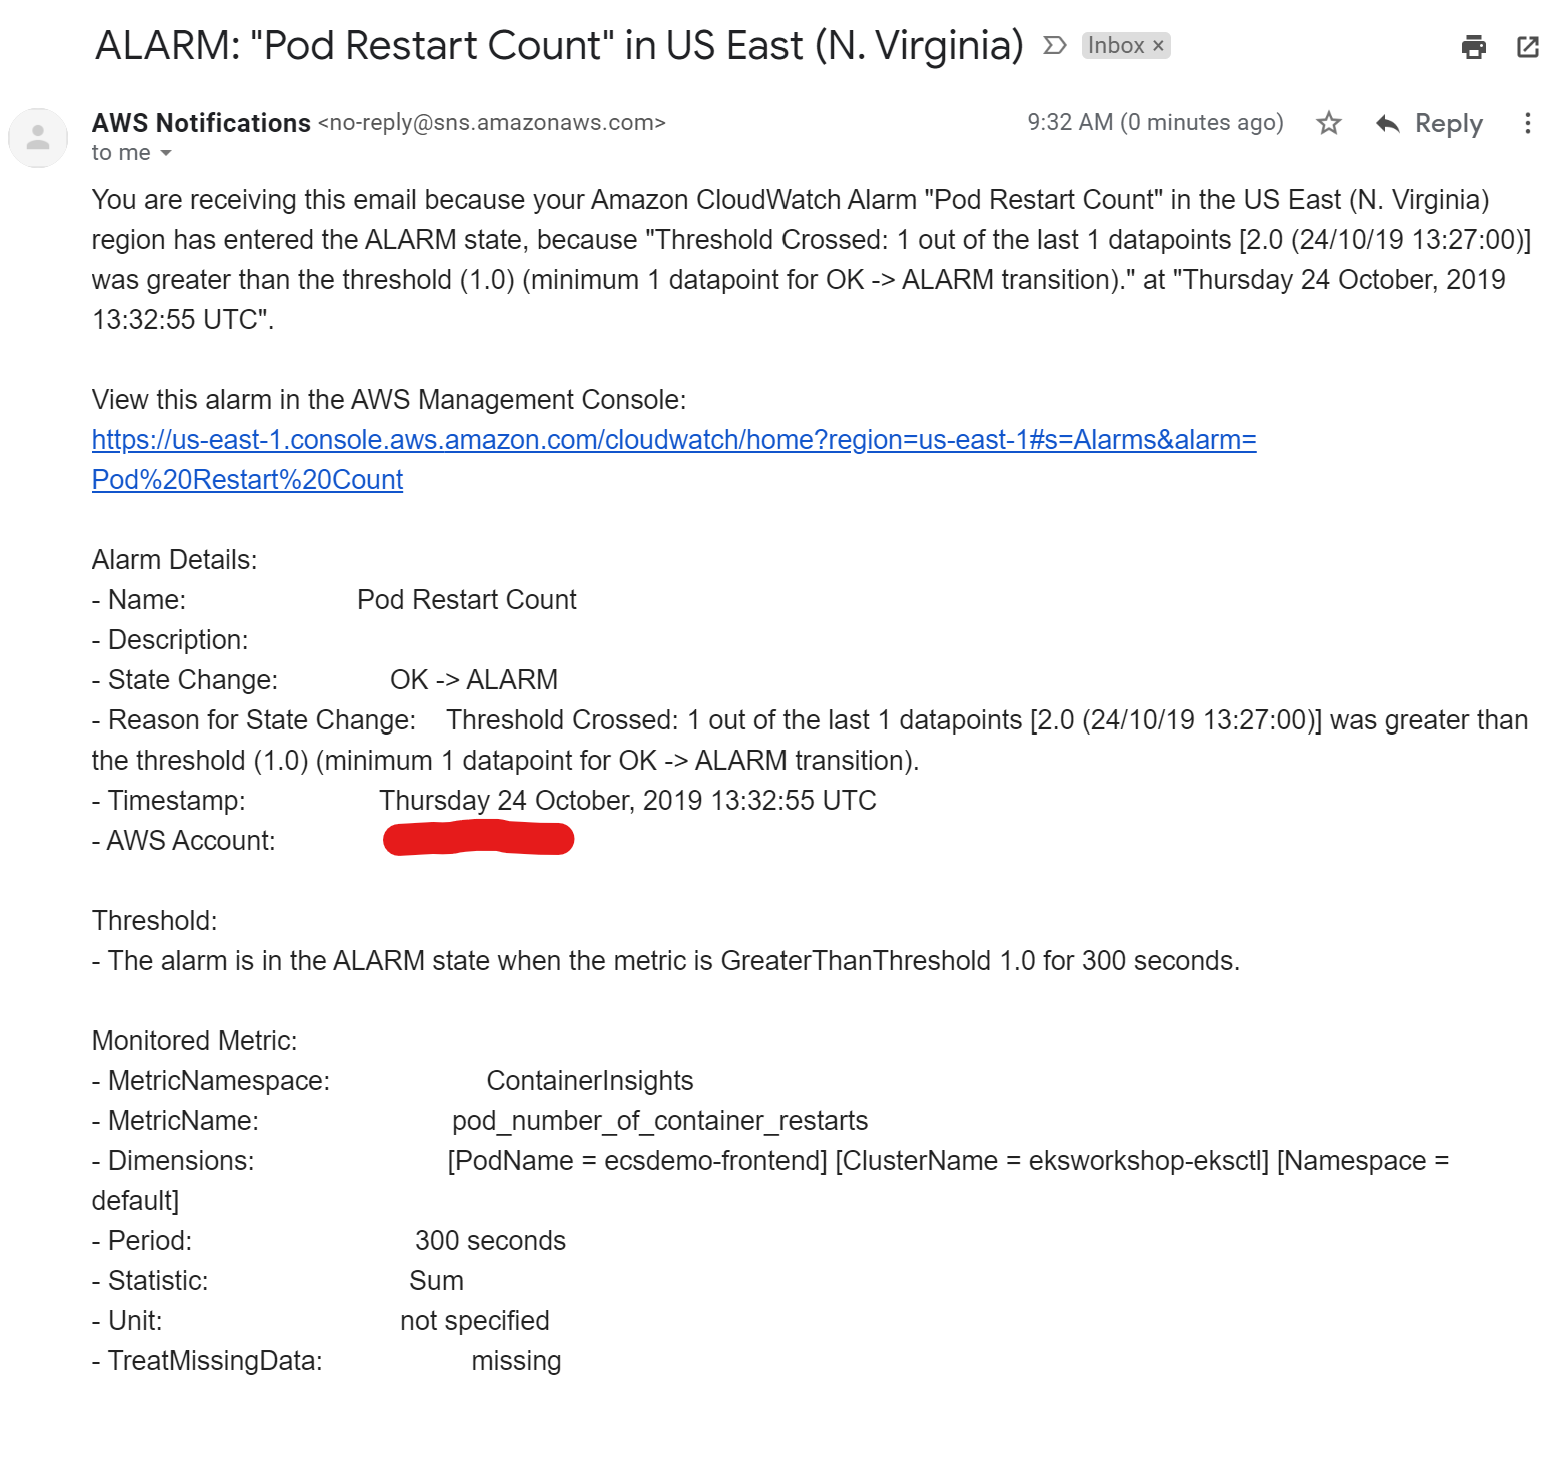 ALARM: "Pod Restart Count" in US East (N. Virginia) Inbox ×
AWS Notifications <no-reply@sns.amazonaws.com> 9:32 AM (0 minutes ago) Reply
to me
You are receiving this email because your Amazon CloudWatch Alarm "Pod Restart Count" in the US East (N. Virginia)
region has entered the ALARM state, because "Threshold Crossed: 1 out of the last 1 datapoints [2.0 (24/10/19 13:27:00)]
was greater than the threshold (1.0) (minimum 1 datapoint for OK -> ALARM transition)." at "Thursday 24 October, 2019
13:32:55 UTC".
View this alarm in the AWS Management Console:
https://us-east-1.console.aws.amazon.com/cloudwatch/home?region=us-east-1#s=Alarms&alarm=
Pod%20Restart%20Count
Alarm Details:
- Name: Pod Restart Count
- Description:
- State Change: OK -> ALARM
- Reason for State Change: Threshold Crossed: 1 out of the last 1 datapoints [2.0 (24/10/19 13:27:00)] was greater than
the threshold (1.0) (minimum 1 datapoint for OK -> ALARM transition).
- Timestamp: Thursday 24 October, 2019 13:32:55 UTC
- AWS Account:
Threshold:
- The alarm is in the ALARM state when the metric is GreaterThanThreshold 1.0 for 300 seconds.
Monitored Metric:
- MetricNamespace: ContainerInsights
- MetricName: pod_number_of_container_restarts
- Dimensions: [PodName = ecsdemo-frontend] [ClusterName = eksworkshop-eksctl] [Namespace =
default]
- Period: 300 seconds
- Statistic: Sum
- Unit: not specified
- TreatMissingData: missing